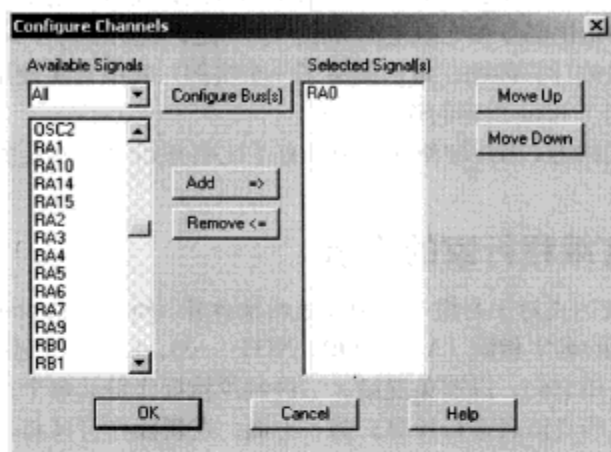 Configure Channels
Available Signals
All
Configure Bus(s)
Selected Signal(s)
RA0
Move Up
Move Down
OSC2
RA1
RA10
RA14
RA15
RA2
RA3
RA4
RA5
RA6
RA7
RA9
RB0
RB1
Add =>
Remove <=
OK
Cancel
Help